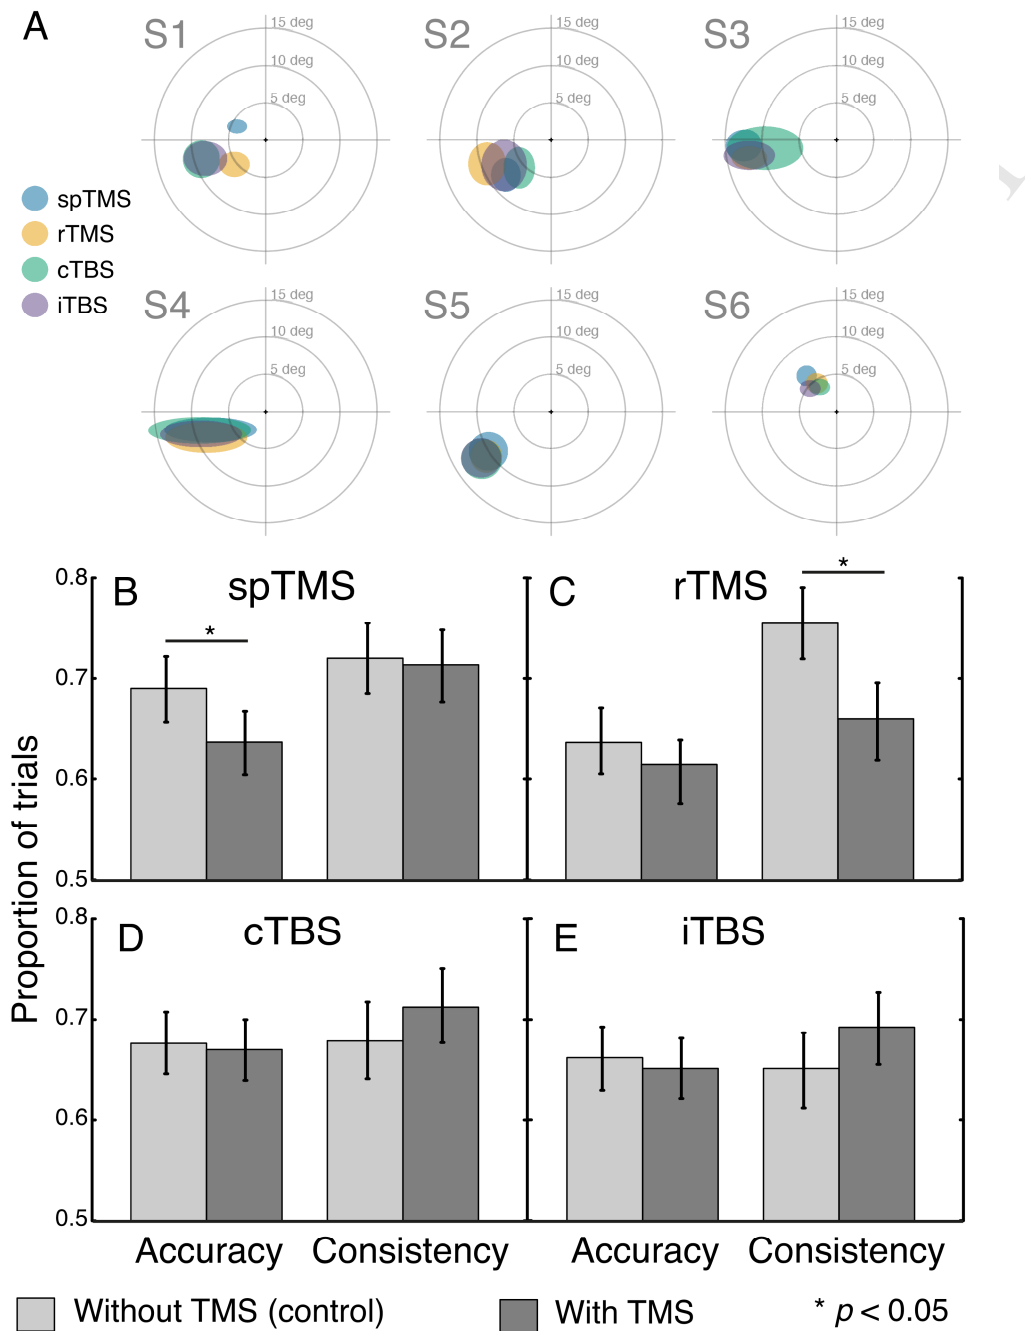 A
S1
15 deg
10 deg
5 deg
S2
15 deg
10 deg
5 deg
S3
15 deg
10 deg
5 deg
spTMS
rTMS
cTBS
iTBS
S4
15 deg
10 deg
5 deg
S5
15 deg
10 deg
5 deg
S6
15 deg
10 deg
5 deg
Proportion of trials
B spTMS
0.8
0.7
0.6
0.5
*
C rTMS
*
D cTBS
0.8
0.7
0.6
0.5
E iTBS
Accuracy Consistency Accuracy Consistency
Without TMS (control) With TMS * p < 0.05